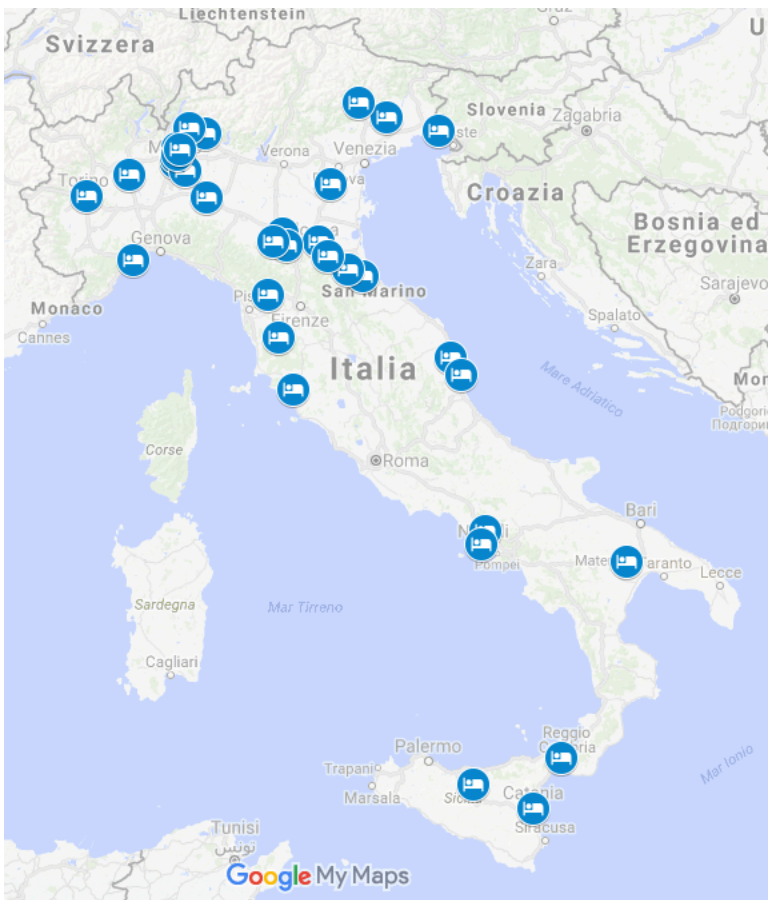 Liechtenstein
Graz
Svizzera
Slovenia
Zagabria
Verona
Venezia
Torino
Croazia
Genova
Bosnia ed
Erzegovina
Zara
Sarajevo
San Marino
Monaco
Firenze
Spalato
Cannes
Italia
Mare Adriatico
Corse
Roma
Bari
Pompei
Taranto
Lecce
Sardegna
Mar Tirreno
Cagliari
Reggio
Palermo
Mar Ionio
Trapani
Marsala
Catania
Siracusa
Tunisi
تونس
Google My Maps